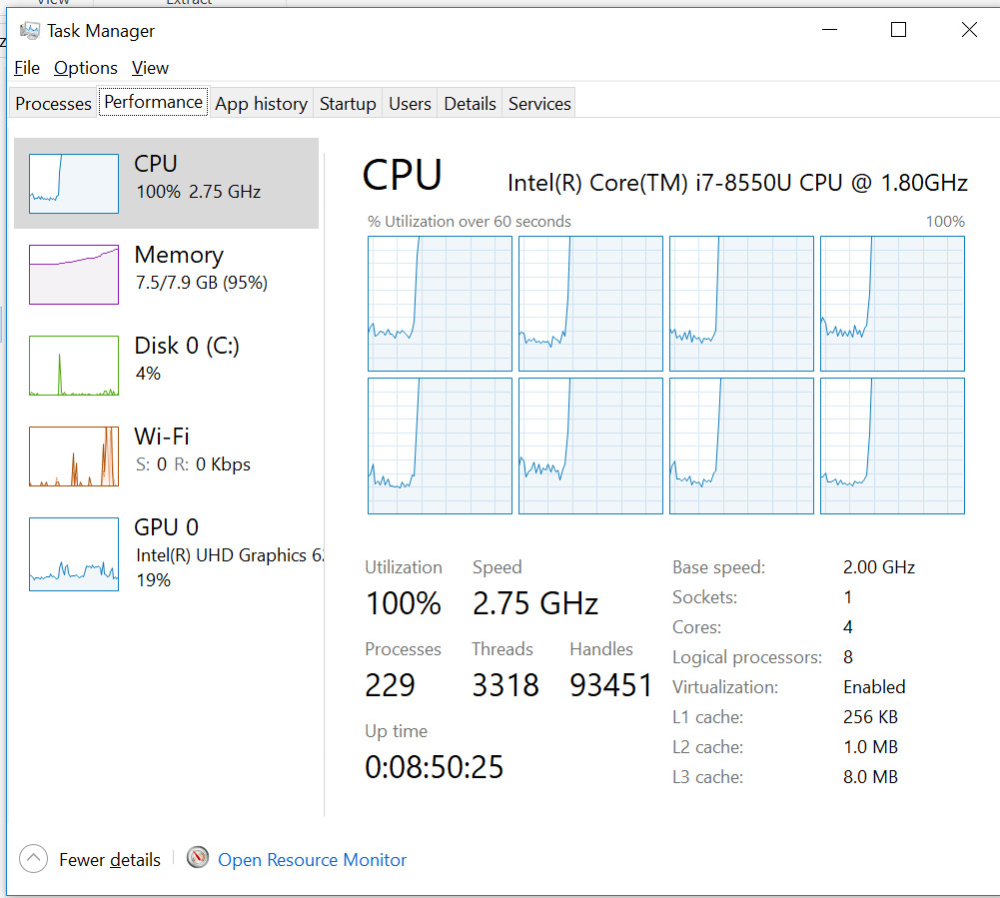 View Extract
Task Manager
File Options View
Processes Performance App history Startup Users Details Services
CPU
100% 2.75 GHz
Memory
7.5/7.9 GB (95%)
Disk 0 (C:)
4%
Wi-Fi
S: 0 R: 0 Kbps
GPU 0
Intel(R) UHD Graphics 62
19%
CPU Intel(R) Core(TM) i7-8550U CPU @ 1.80GHz
% Utilization over 60 seconds 100%
Utilization Speed
100% 2.75 GHz
Processes Threads Handles
229 3318 93451
Up time
0:08:50:25
Base speed: 2.00 GHz
Sockets: 1
Cores: 4
Logical processors: 8
Virtualization: Enabled
L1 cache: 256 KB
L2 cache: 1.0 MB
L3 cache: 8.0 MB
Fewer details Open Resource Monitor